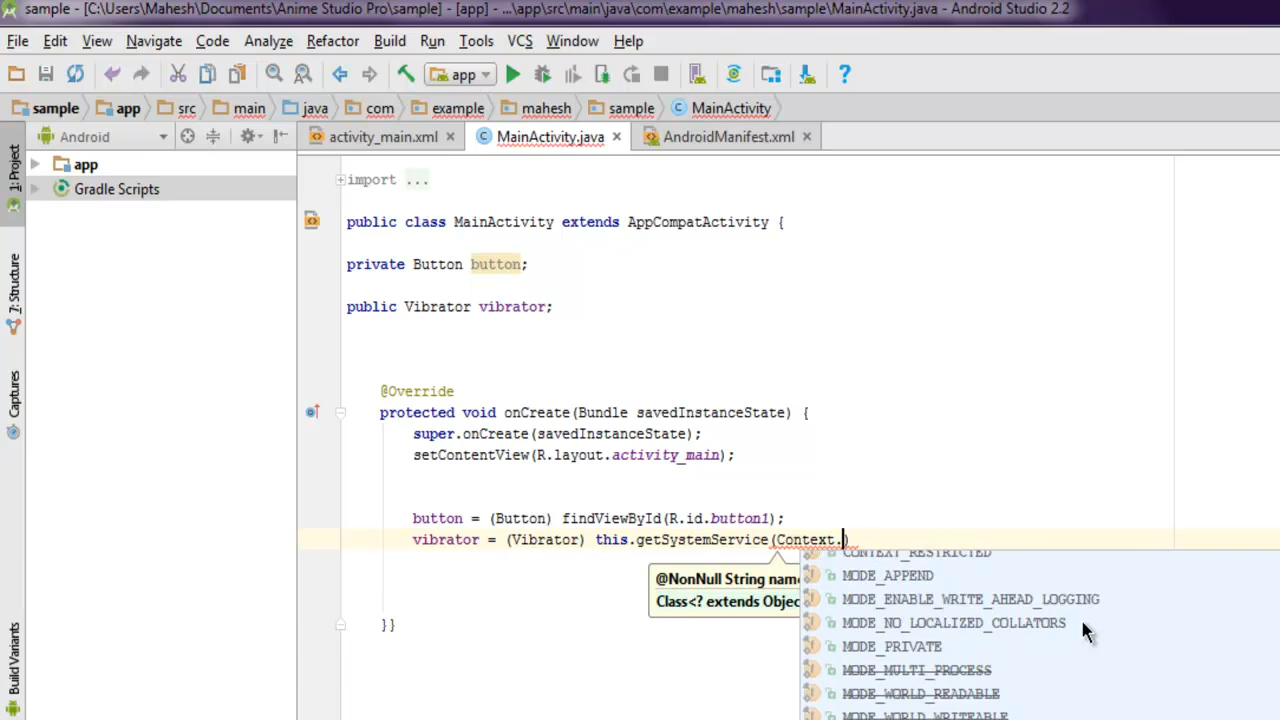 sample - [C:\Users\Mahesh\Documents\Anime Studio Pro\sample] - [app] - ...\app\src\main\java\com\example\mahesh\sample\MainActivity.java - Android Studio 2.2
File Edit View Navigate Code Analyze Refactor Build Run Tools VCS Window Help
app
sample app src main java com example mahesh sample MainActivity
Android
activity_main.xml MainActivity.java AndroidManifest.xml
1: Project
7: Structure
Captures
Build Variants
app
Gradle Scripts
import ...
public class MainActivity extends AppCompatActivity {
private Button button;
public Vibrator vibrator;
@Override
protected void onCreate(Bundle savedInstanceState) {
super.onCreate(savedInstanceState);
setContentView(R.layout.activity_main);
button = (Button) findViewById(R.id.button1);
vibrator = (Vibrator) this.getSystemService(Context.)
@NonNull String name
Class<? extends Objec
CONTEXT_RESTRICTED
MODE_APPEND
MODE_ENABLE_WRITE_AHEAD_LOGGING
MODE_NO_LOCALIZED_COLLATORS
MODE_PRIVATE
MODE_MULTI_PROCESS
MODE_WORLD_READABLE
MODE_WORLD_WRITEABLE
}}